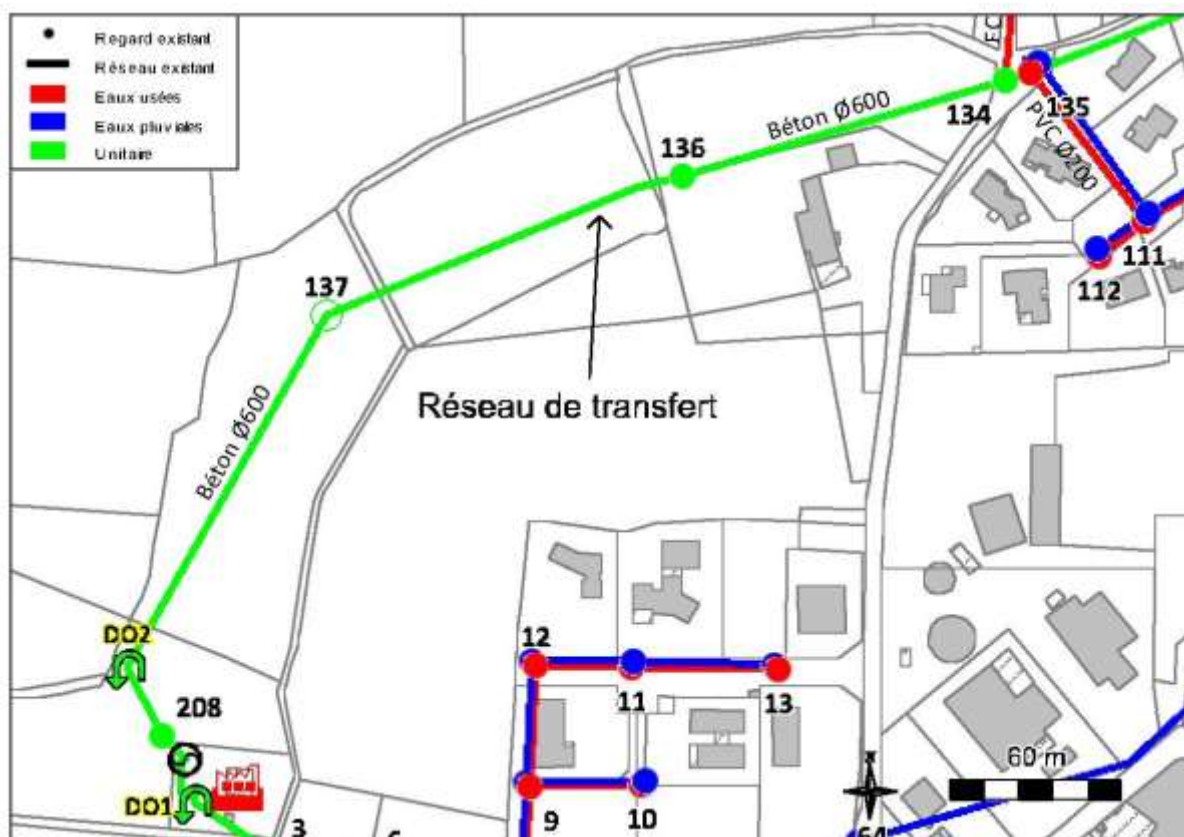 Regard existant
Réseau existant
Eaux usées
Eaux pluviales
Unitaire
EC
134
135
PVC Ø200
Béton Ø600
136
111
112
137
Réseau de transfert
Béton Ø600
DO2
12
11
13
208
60 m
DO1
9
10
3
64